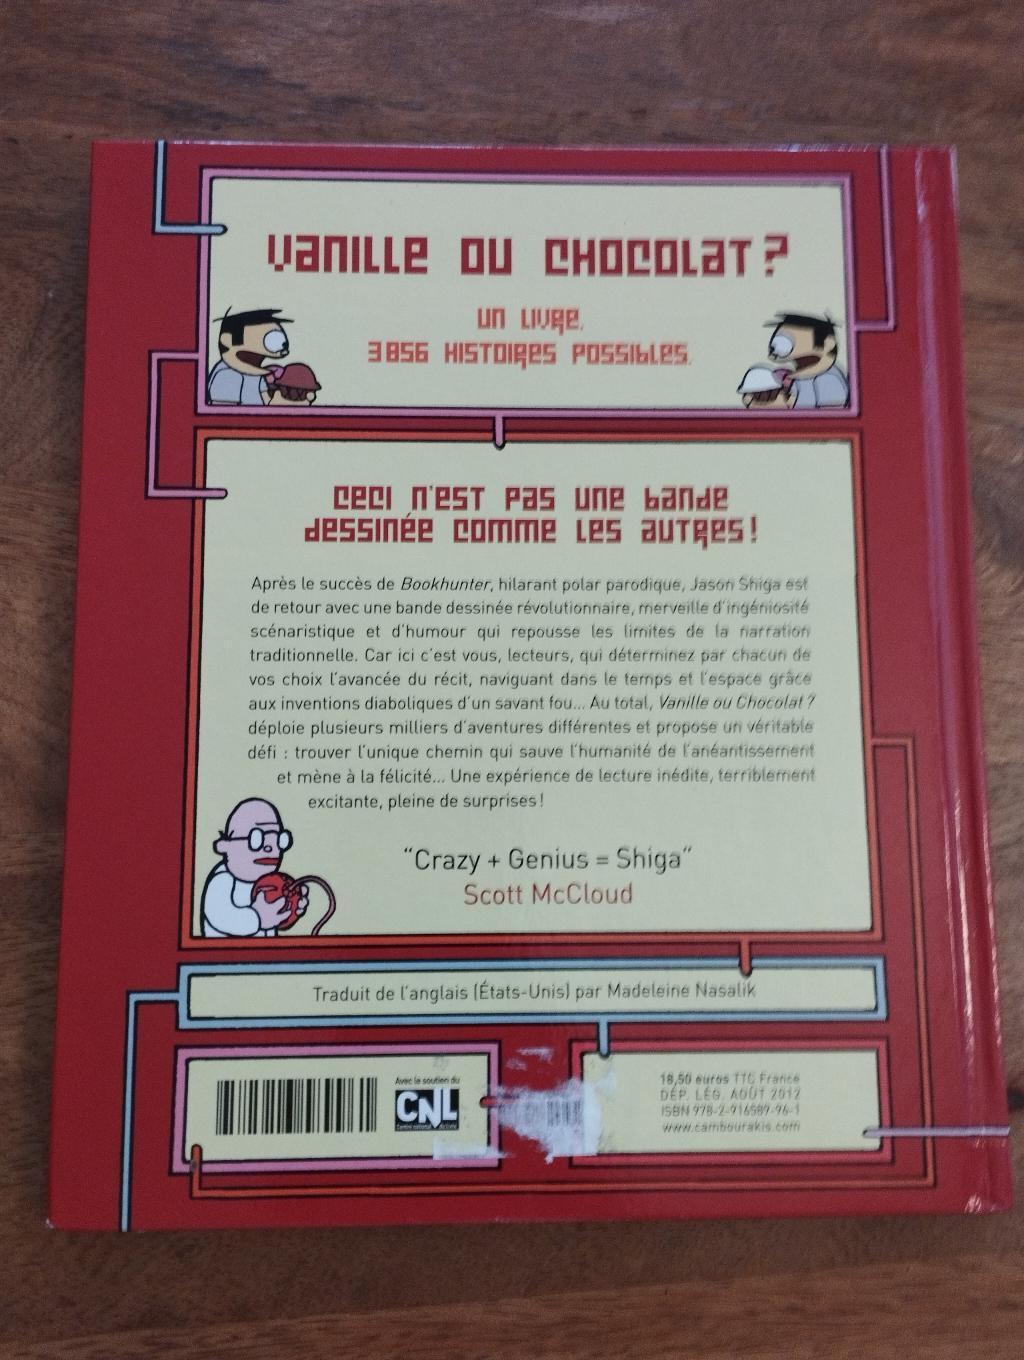 VANILLE OU CHOCOLAT ?
UN LIVRE,
3 856 HISTOIRES POSSIBLES.
CECI N'EST PAS UNE BANDE
DESSINÉE COMME LES AUTRES !
Après le succès de Bookhunter, hilarant polar parodique, Jason Shiga est
de retour avec une bande dessinée révolutionnaire, merveille d'ingéniosité
scénaristique et d'humour qui repousse les limites de la narration
traditionnelle. Car ici c'est vous, lecteurs, qui déterminez par chacun de
vos choix l'avancée du récit, naviguant dans le temps et l'espace grâce
aux inventions diaboliques d'un savant fou... Au total, Vanille ou Chocolat ?
déploie plusieurs milliers d'aventures différentes et propose un véritable
défi : trouver l'unique chemin qui sauve l'humanité de l'anéantissement
et mène à la félicité... Une expérience de lecture inédite, terriblement
excitante, pleine de surprises !
"Crazy + Genius = Shiga"
Scott McCloud
Traduit de l'anglais (États-Unis) par Madeleine Nasalik
Avec le soutien du
CNL
18,50 euros TTC France
DÉP. LÉG. AOÛT 2012
ISBN 978-2-916589-96-1
www.cambourakis.com